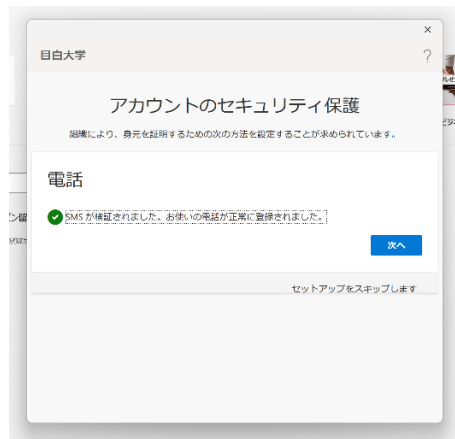 ×
目白大学
?
アカウントのセキュリティ保護
組織により、身元を証明するための次の方法を設定することが求められています。
電話
SMS が検証されました。お使いの電話が正常に登録されました。
次へ
セットアップをスキップします